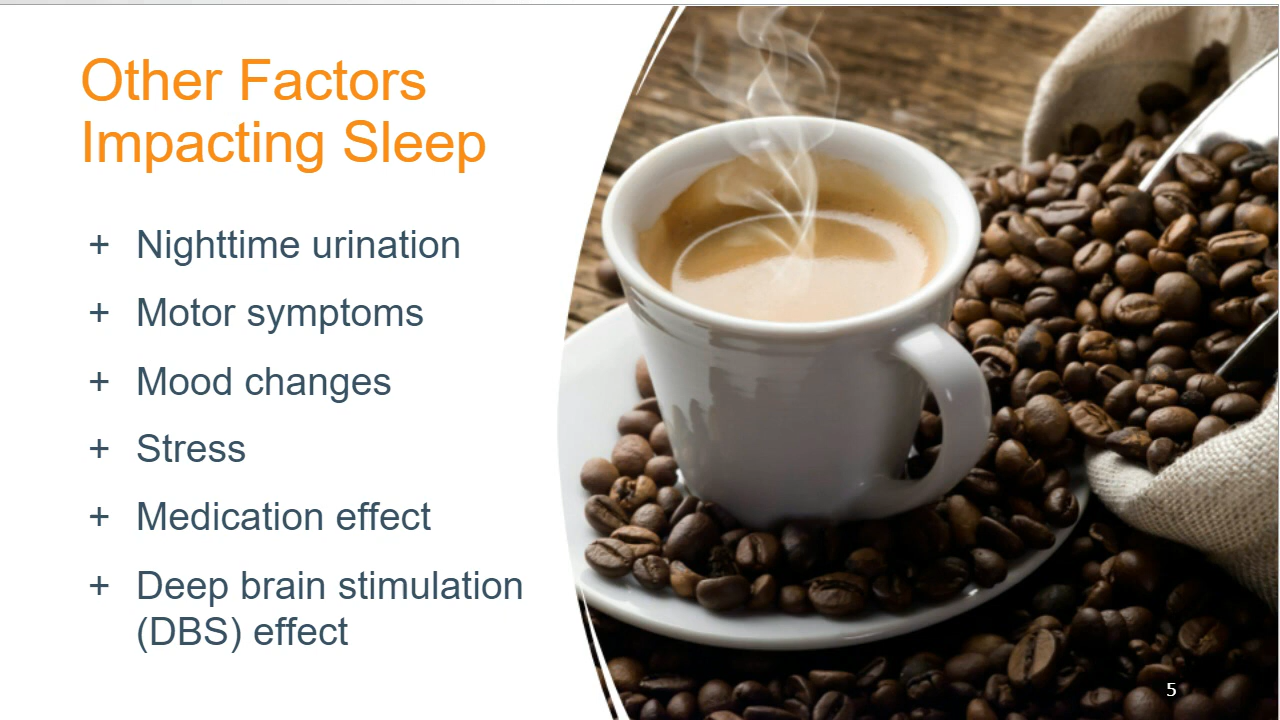 Other Factors
Impacting Sleep
+ Nighttime urination
+ Motor symptoms
+ Mood changes
+ Stress
+ Medication effect
+ Deep brain stimulation
(DBS) effect
5